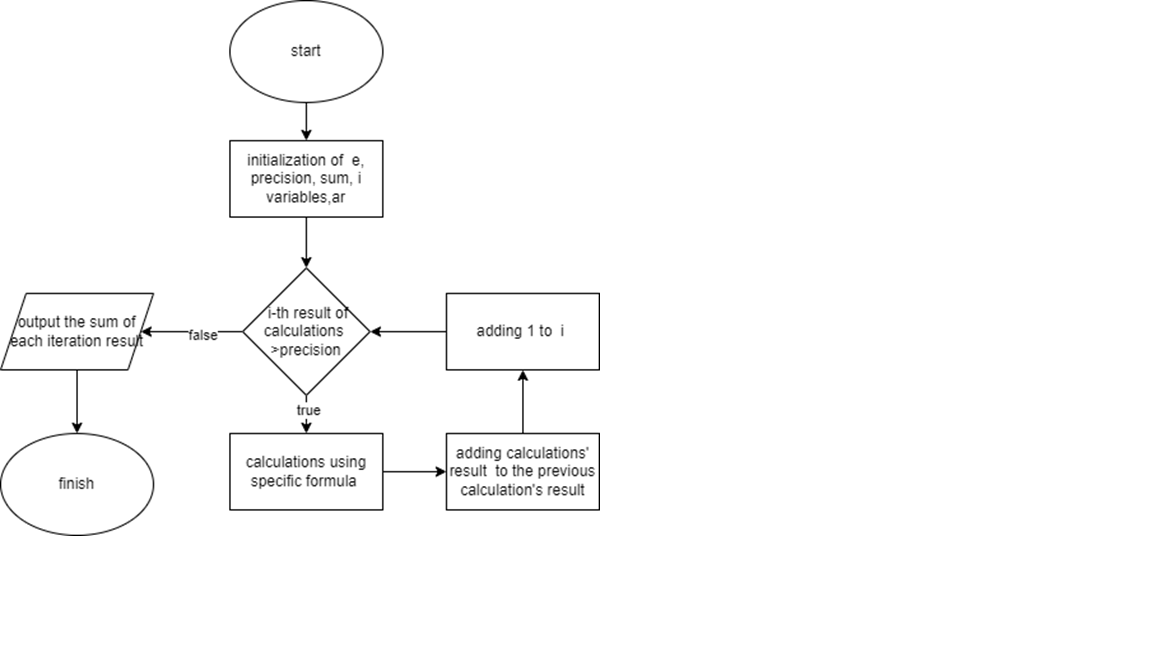 start
initialization of e,
precision, sum, i
variables,ar
i-th result of
calculations
>precision
false
output the sum of
each iteration result
finish
true
calculations using
specific formula
adding calculations'
result to the previous
calculation's result
adding 1 to i